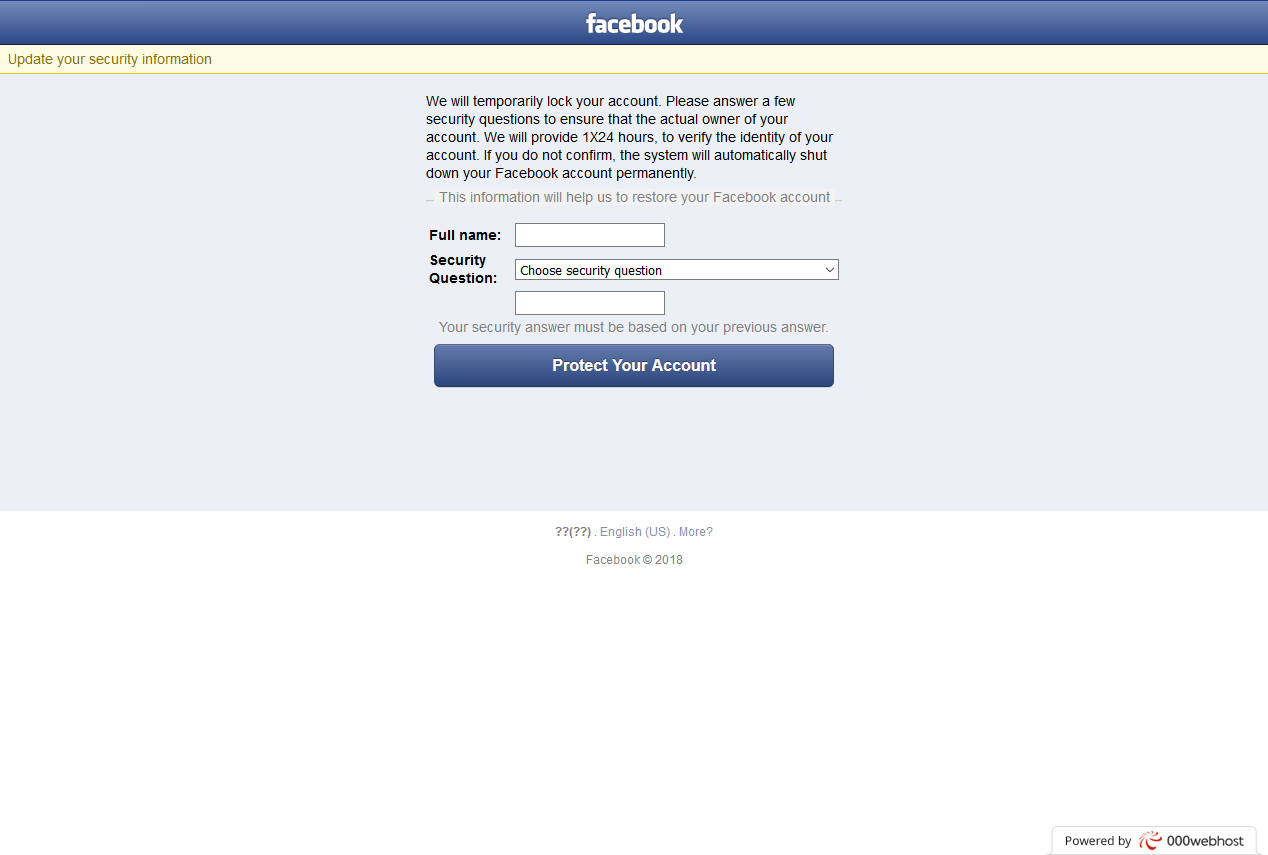 facebook
Update your security information
We will temporarily lock your account. Please answer a few
security questions to ensure that the actual owner of your
account. We will provide 1X24 hours, to verify the identity of your
account. If you do not confirm, the system will automatically shut
down your Facebook account permanently.
This information will help us to restore your Facebook account
Full name:
Security
Question:
Choose security question
Your security answer must be based on your previous answer.
Protect Your Account
??(??) . English (US) . More?
Facebook © 2018
Powered by 000webhost